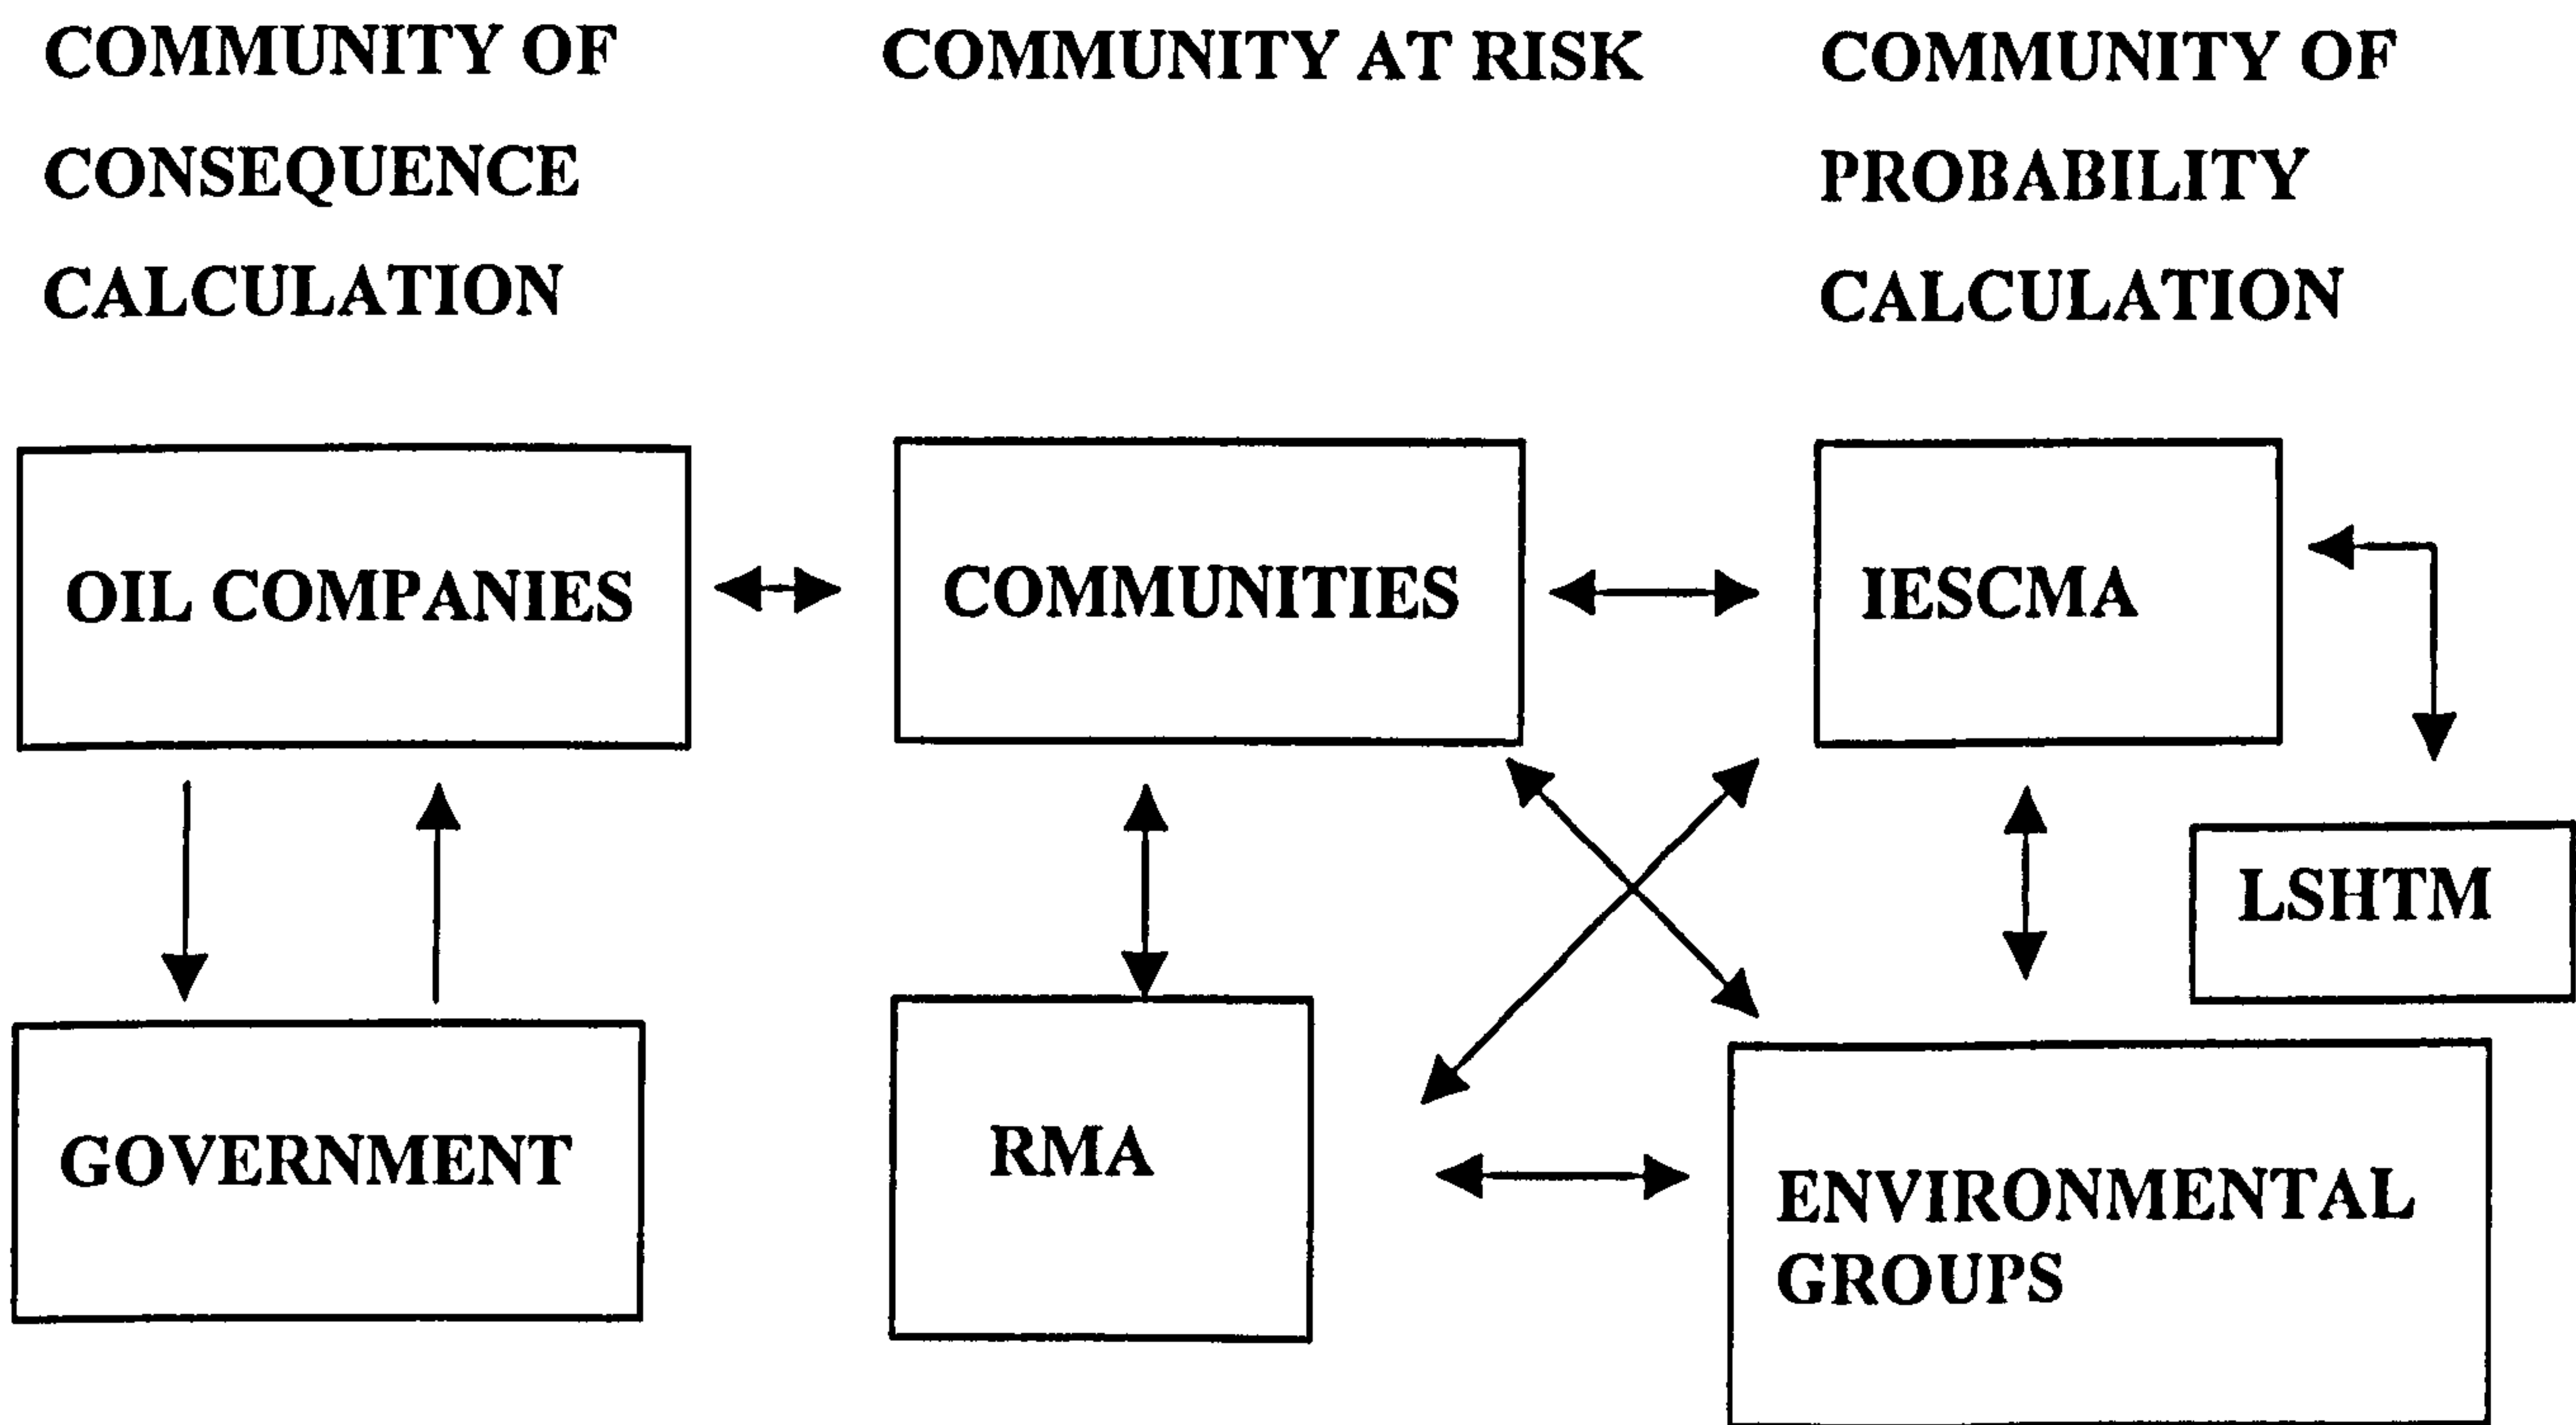 COMMUNITY OF
CONSEQUENCE
CALCULATION
COMMUNITY AT RISK
COMMUNITY OF
PROBABILITY
CALCULATION
OIL COMPANIES
COMMUNITIES
IESCMA
LSHTM
GOVERNMENT
RMA
ENVIRONMENTAL
GROUPS